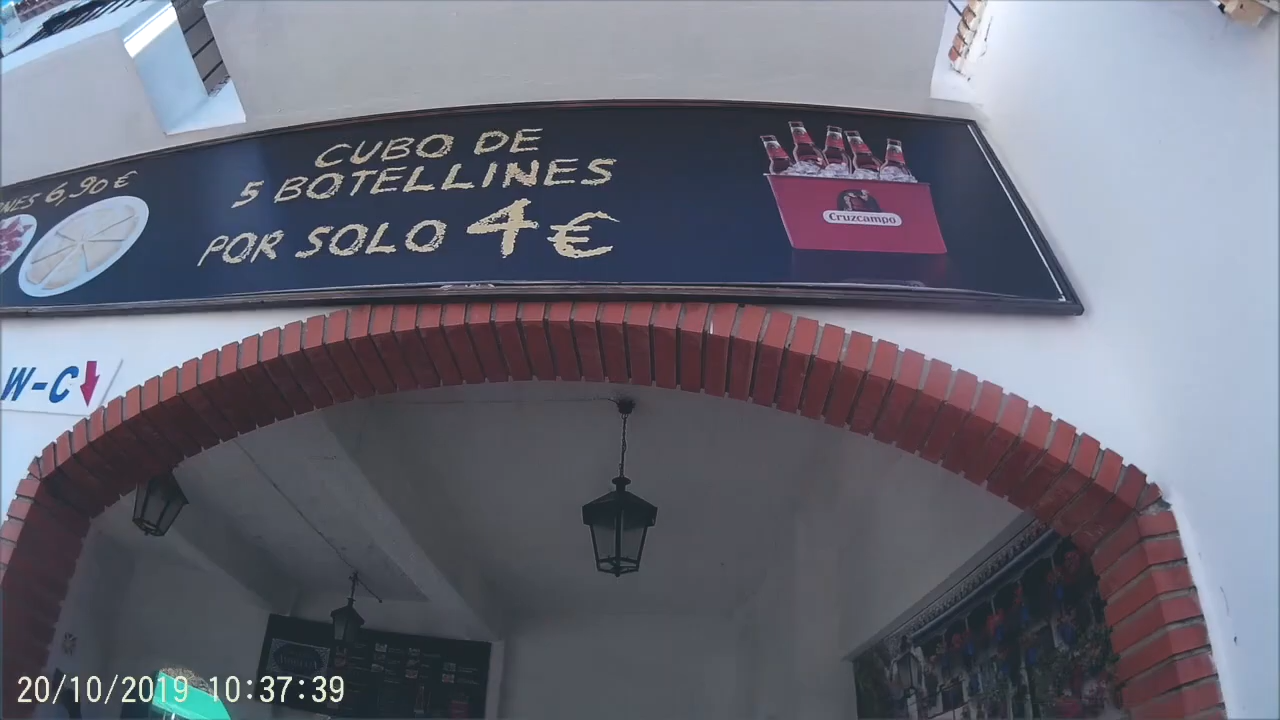 NES 6,90 €
CUBO DE
5 BOTELLINES
POR SOLO 4 €
Cruzcampo
W-C
20/10/2019 10:37:39